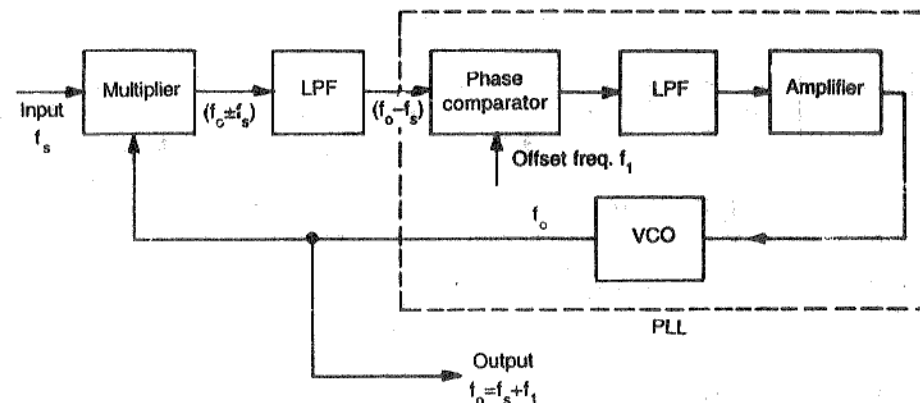 Input
f_s
Multiplier
(f_o±f_s)
LPF
(f_o–f_s)
Phase
comparator
Offset freq. f_1
LPF
Amplifier
f_o
VCO
PLL
Output
f_o=f_s+f_1